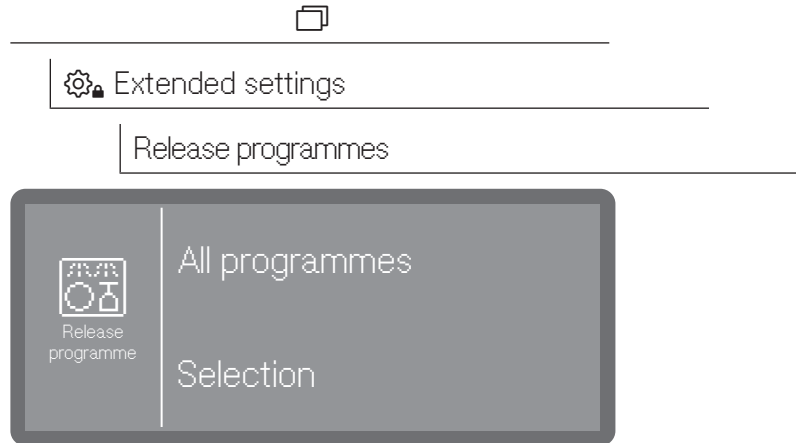 Extended settings
Release programmes
All programmes
Release
programme
Selection